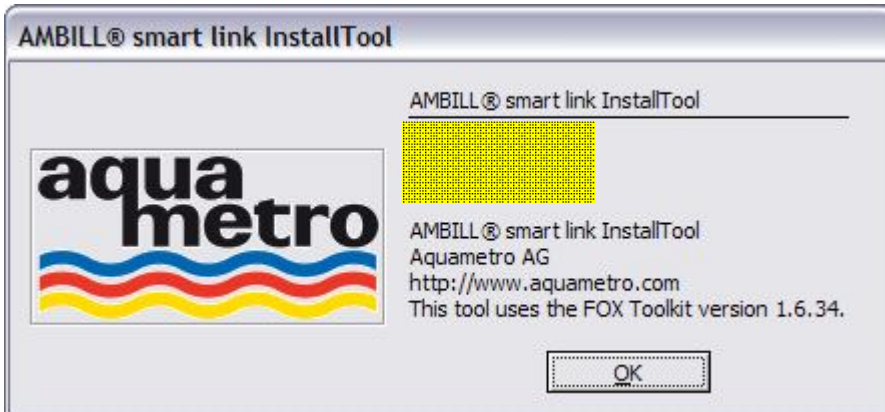 AMBILL® smart link InstallTool
AMBILL® smart link InstallTool
aqua
metro
AMBILL® smart link InstallTool
Aquametro AG
http://www.aquametro.com
This tool uses the FOX Toolkit version 1.6.34.
OK